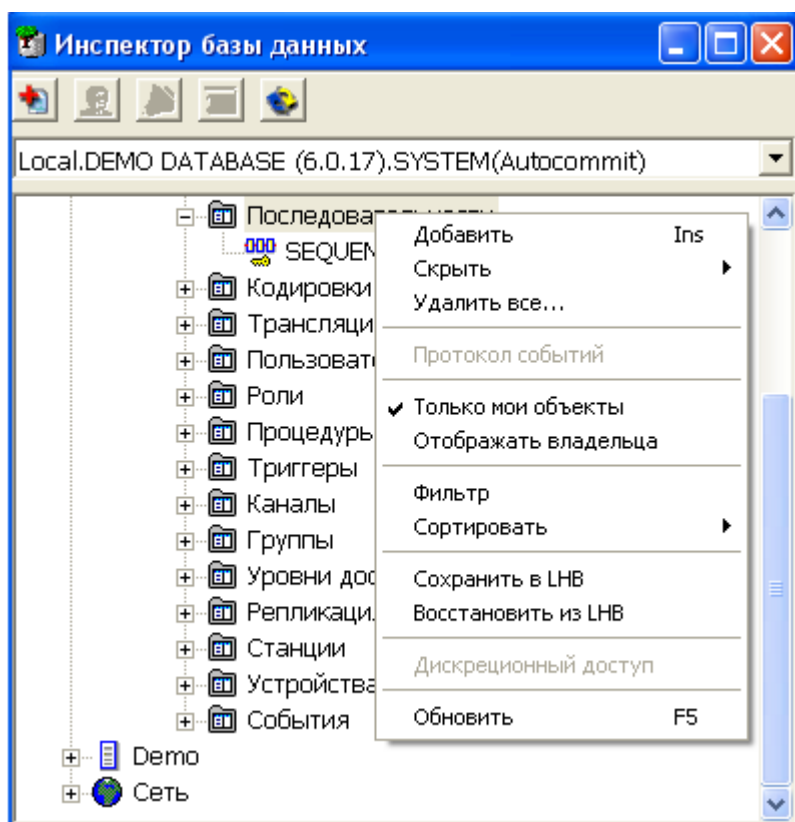 Инспектор базы данных
Local.DEMO DATABASE (6.0.17).SYSTEM(Autocommit)
Последовательности
SEQUEN
Кодировки
Трансляци
Пользоват
Роли
Процедуры
Триггеры
Каналы
Группы
Уровни дос
Репликаци
Станции
Устройства
События
Demo
Сеть
Добавить Ins
Скрыть
Удалить все...
Протокол событий
Только мои объекты
Отображать владельца
Фильтр
Сортировать
Сохранить в LHB
Восстановить из LHB
Дискреционный доступ
Обновить F5